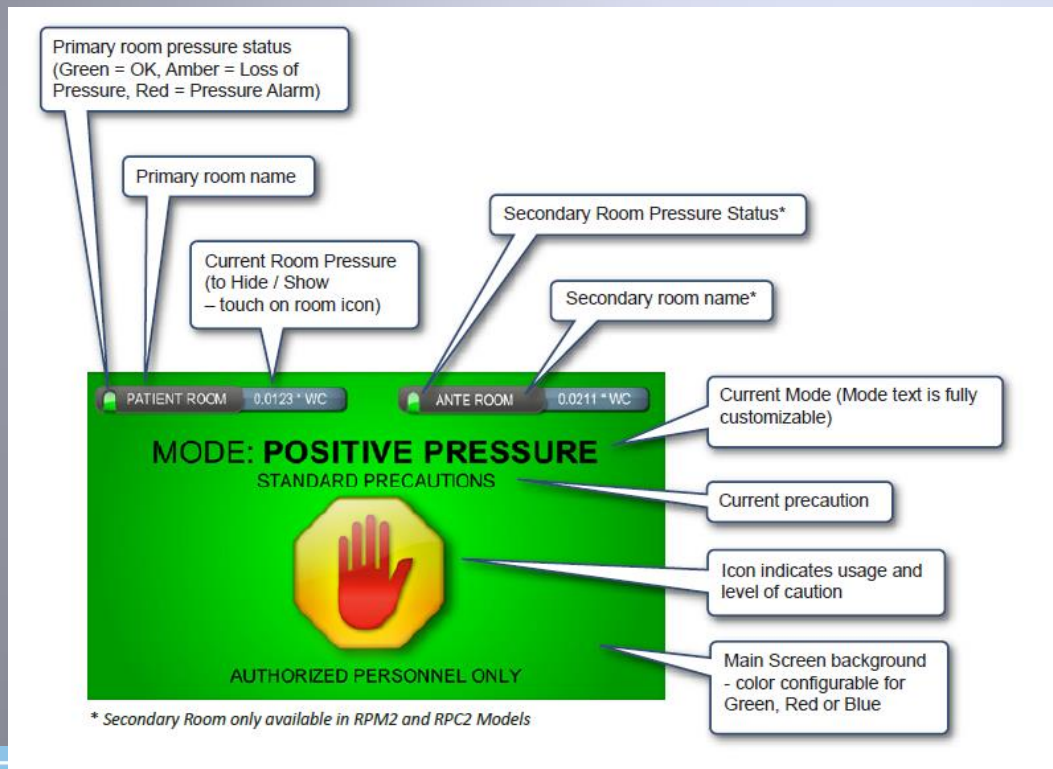 Primary room pressure status
(Green = OK, Amber = Loss of
Pressure, Red = Pressure Alarm)
Primary room name
Current Room Pressure
(to Hide / Show
– touch on room icon)
Secondary Room Pressure Status*
Secondary room name*
PATIENT ROOM 0.0123 " WC
ANTE ROOM 0.0211 " WC
MODE: POSITIVE PRESSURE
STANDARD PRECAUTIONS
AUTHORIZED PERSONNEL ONLY
Current Mode (Mode text is fully
customizable)
Current precaution
Icon indicates usage and
level of caution
Main Screen background
- color configurable for
Green, Red or Blue
* Secondary Room only available in RPM2 and RPC2 Models